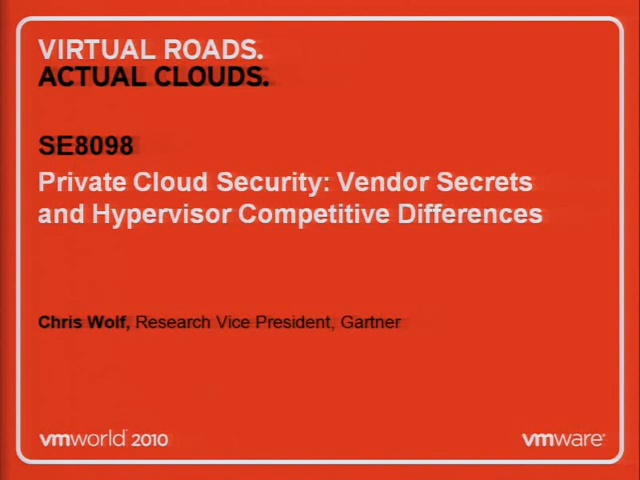 VIRTUAL ROADS.
ACTUAL CLOUDS.
SE8098
Private Cloud Security: Vendor Secrets
and Hypervisor Competitive Differences
Chris Wolf, Research Vice President, Gartner
vmworld 2010
vmware